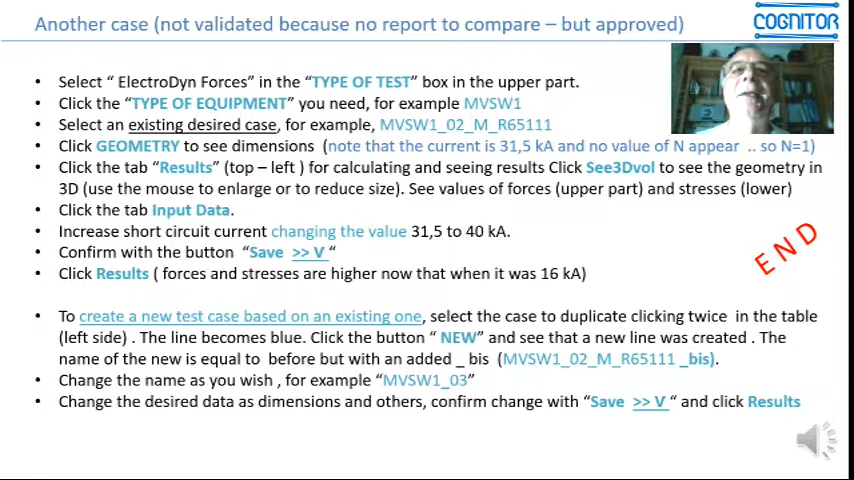 Another case (not validated because no report to compare – but approved)
COGNITOR
• Select “ ElectroDyn Forces” in the “TYPE OF TEST” box in the upper part.
• Click the “TYPE OF EQUIPMENT” you need, for example MVSW1
• Select an existing desired case, for example, MVSW1_02_M_R65111
• Click GEOMETRY to see dimensions (note that the current is 31,5 kA and no value of N appear .. so N=1)
• Click the tab “Results” (top – left ) for calculating and seeing results Click See3Dvol to see the geometry in
3D (use the mouse to enlarge or to reduce size). See values of forces (upper part) and stresses (lower)
• Click the tab Input Data.
• Increase short circuit current changing the value 31,5 to 40 kA.
• Confirm with the button “Save >> V “
• Click Results ( forces and stresses are higher now that when it was 16 kA)
END
• To create a new test case based on an existing one, select the case to duplicate clicking twice in the table
(left side) . The line becomes blue. Click the button “ NEW” and see that a new line was created . The
name of the new is equal to before but with an added _ bis (MVSW1_02_M_R65111 _bis).
• Change the name as you wish , for example “MVSW1_03”
• Change the desired data as dimensions and others, confirm change with “Save >> V “ and click Results